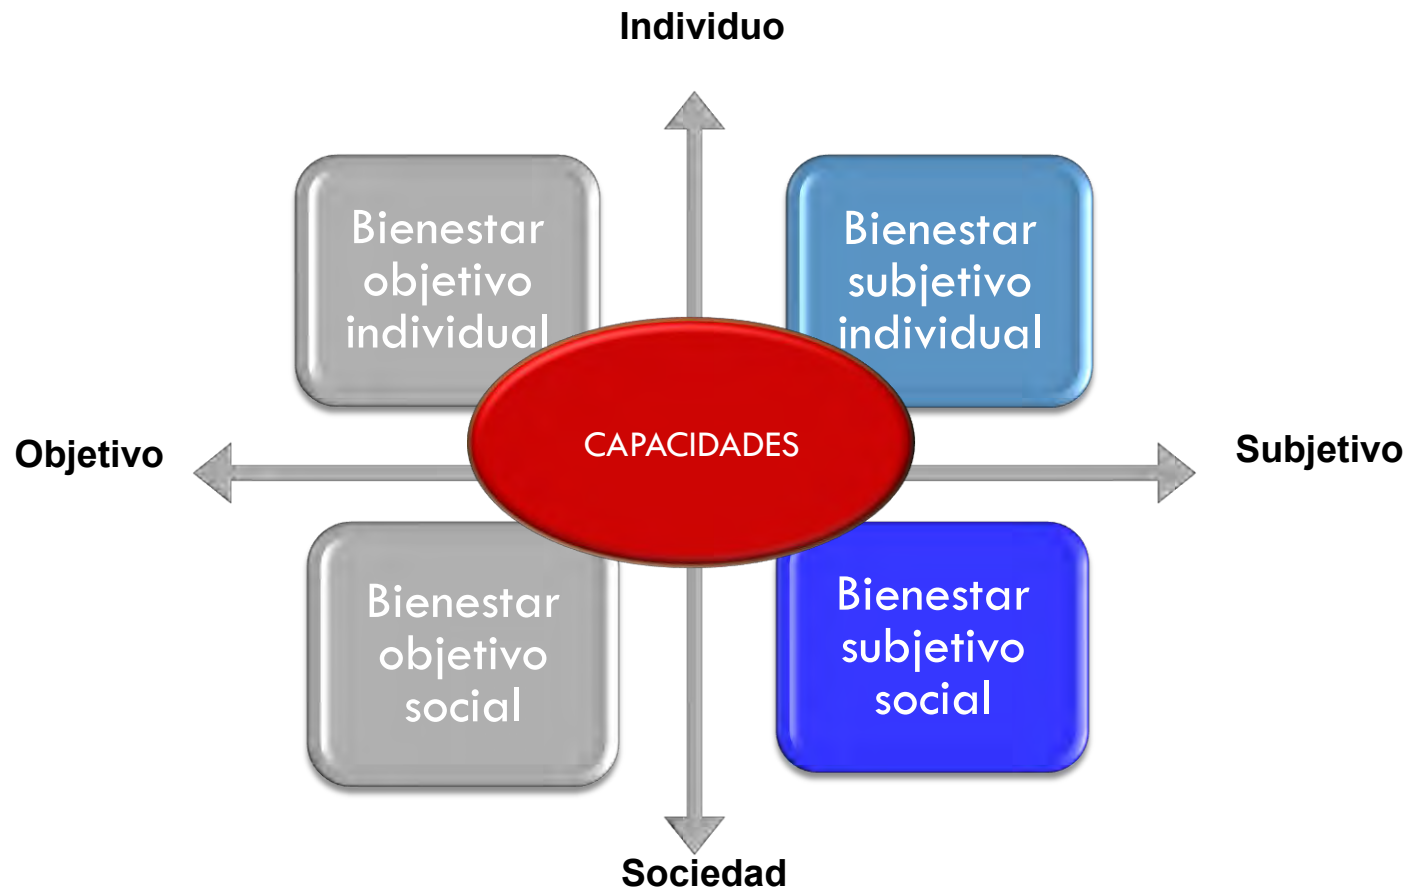 Individuo
Bienestar
objetivo
individual
Bienestar
subjetivo
individual
Objetivo
CAPACIDADES
Subjetivo
Bienestar
objetivo
social
Bienestar
subjetivo
social
Sociedad